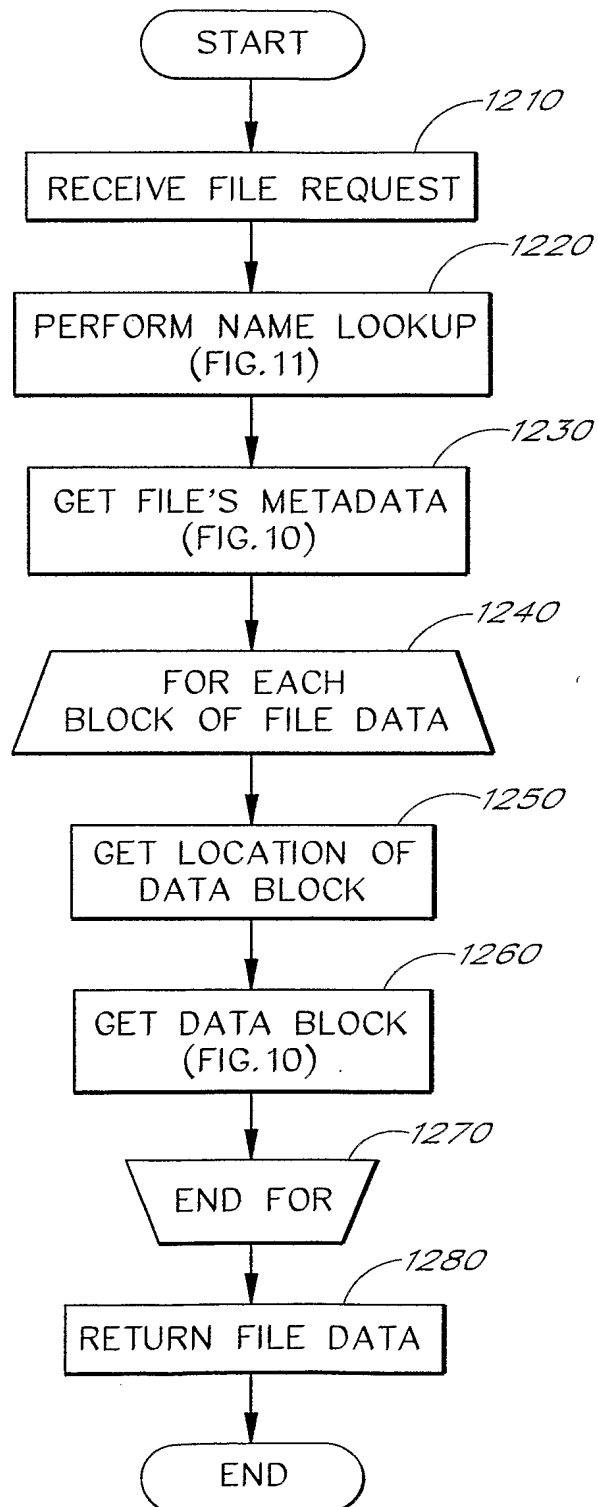 START
1210
RECEIVE FILE REQUEST
1220
PERFORM NAME LOOKUP
(FIG.11)
1230
GET FILE'S METADATA
(FIG.10)
1240
FOR EACH
BLOCK OF FILE DATA
1250
GET LOCATION OF
DATA BLOCK
1260
GET DATA BLOCK
(FIG.10)
1270
END FOR
1280
RETURN FILE DATA
END